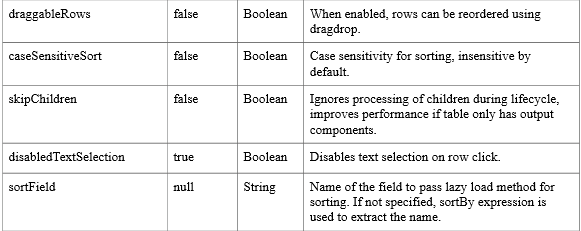 draggableRows false Boolean When enabled, rows can be reordered using
dragdrop.
caseSensitiveSort false Boolean Case sensitivity for sorting, insensitive by
default.
skipChildren false Boolean Ignores processing of children during lifecycle,
improves performance if table only has output
components.
disabledTextSelection true Boolean Disables text selection on row click.
sortField null String Name of the field to pass lazy load method for
sorting. If not specified, sortBy expression is
used to extract the name.